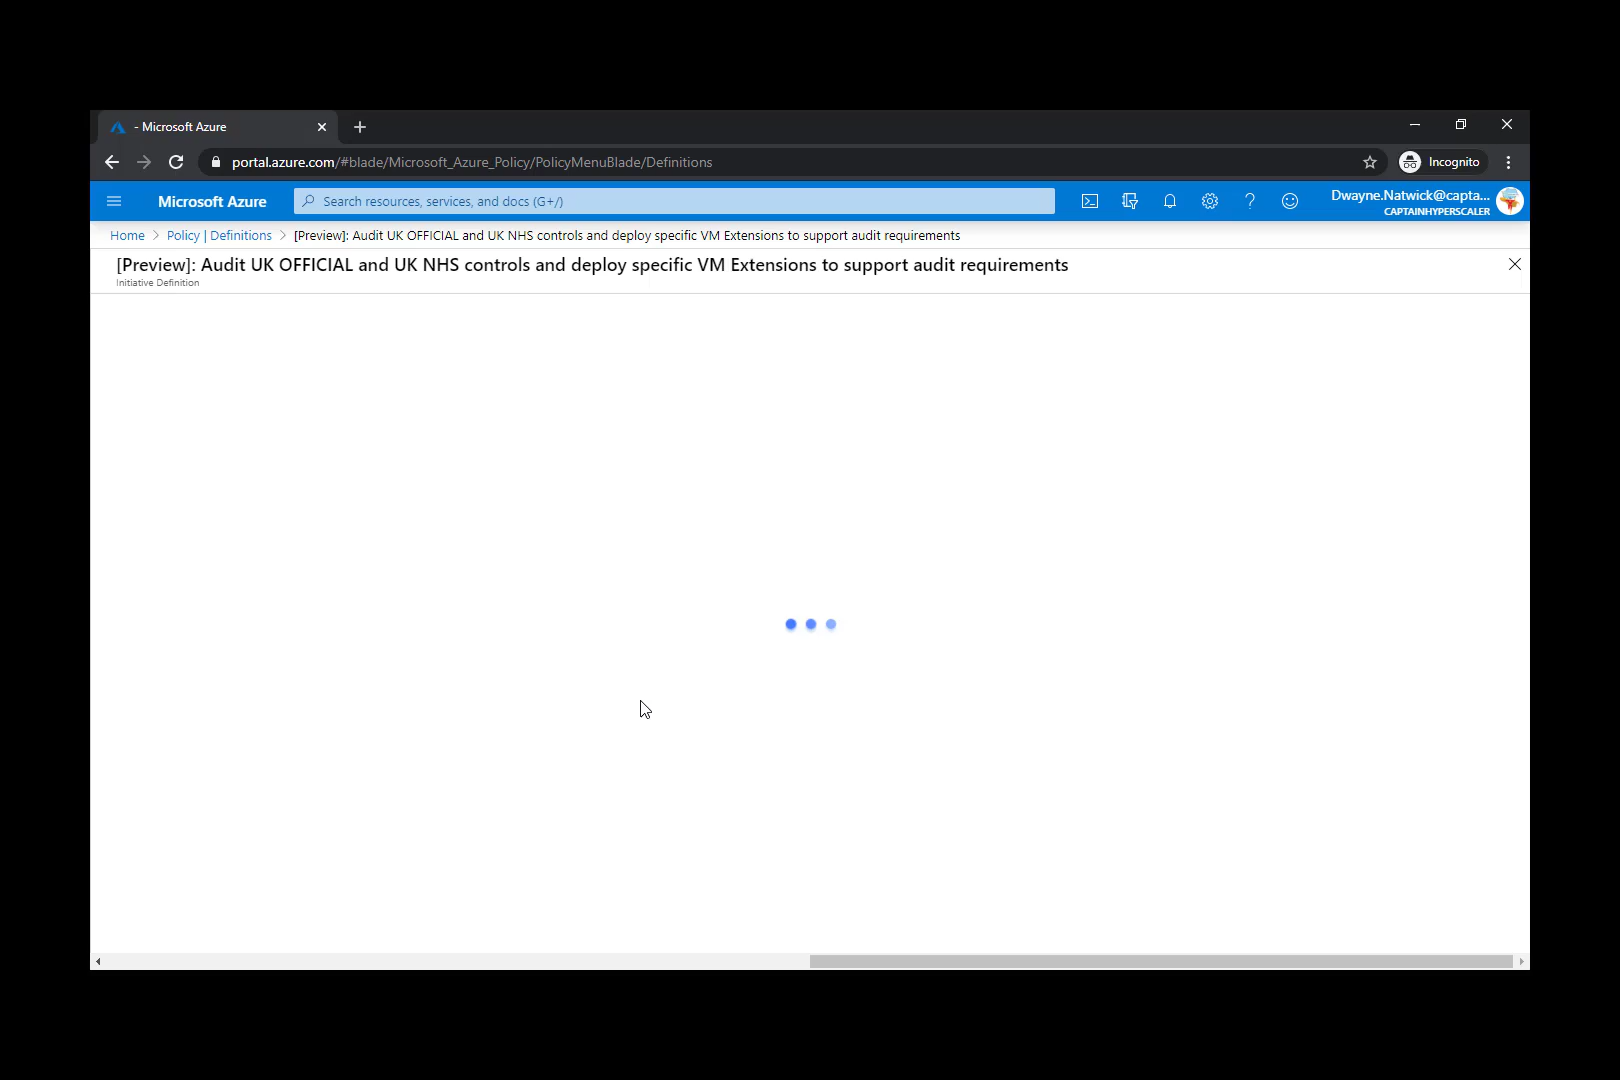 - Microsoft Azure
portal.azure.com/#blade/Microsoft_Azure_Policy/PolicyMenuBlade/Definitions
Incognito
Microsoft Azure
Search resources, services, and docs (G+/)
Dwayne.Natwick@capta...
CAPTAINHYPERSCALER
Home > Policy | Definitions > [Preview]: Audit UK OFFICIAL and UK NHS controls and deploy specific VM Extensions to support audit requirements
[Preview]: Audit UK OFFICIAL and UK NHS controls and deploy specific VM Extensions to support audit requirements
Initiative Definition